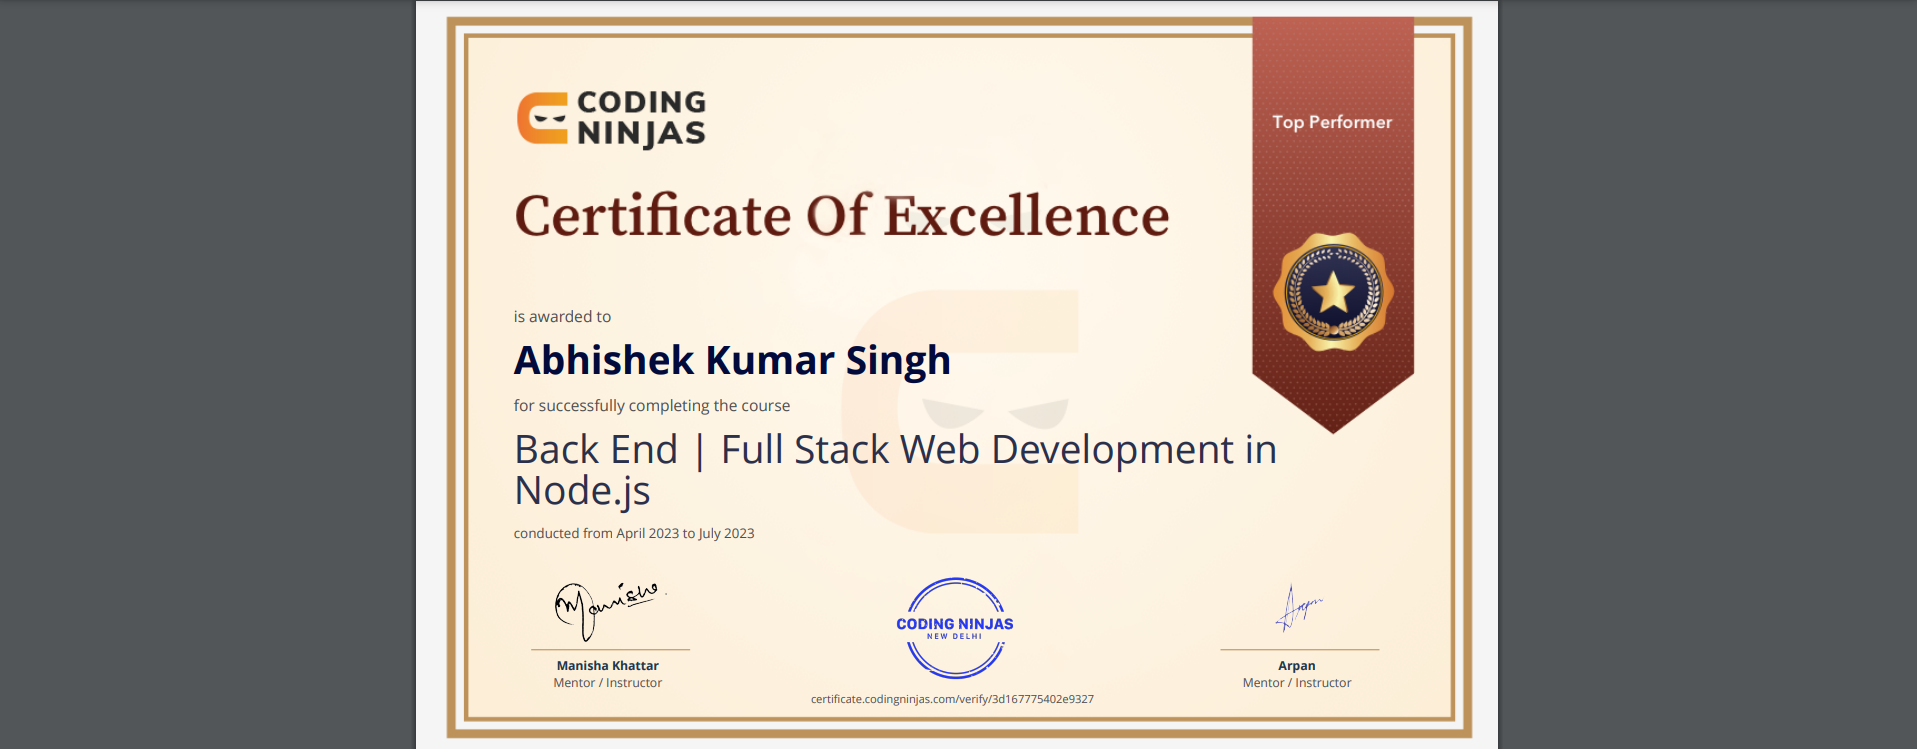 CODING
NINJAS
Top Performer
Certificate Of Excellence
is awarded to
Abhishek Kumar Singh
for successfully completing the course
Back End | Full Stack Web Development in
Node.js
conducted from April 2023 to July 2023
Manisha
Arpan
CODING NINJAS
NEW DELHI
Manisha Khattar
Mentor / Instructor
Arpan
Mentor / Instructor
certificate.codingninjas.com/verify/3d167775402e9327